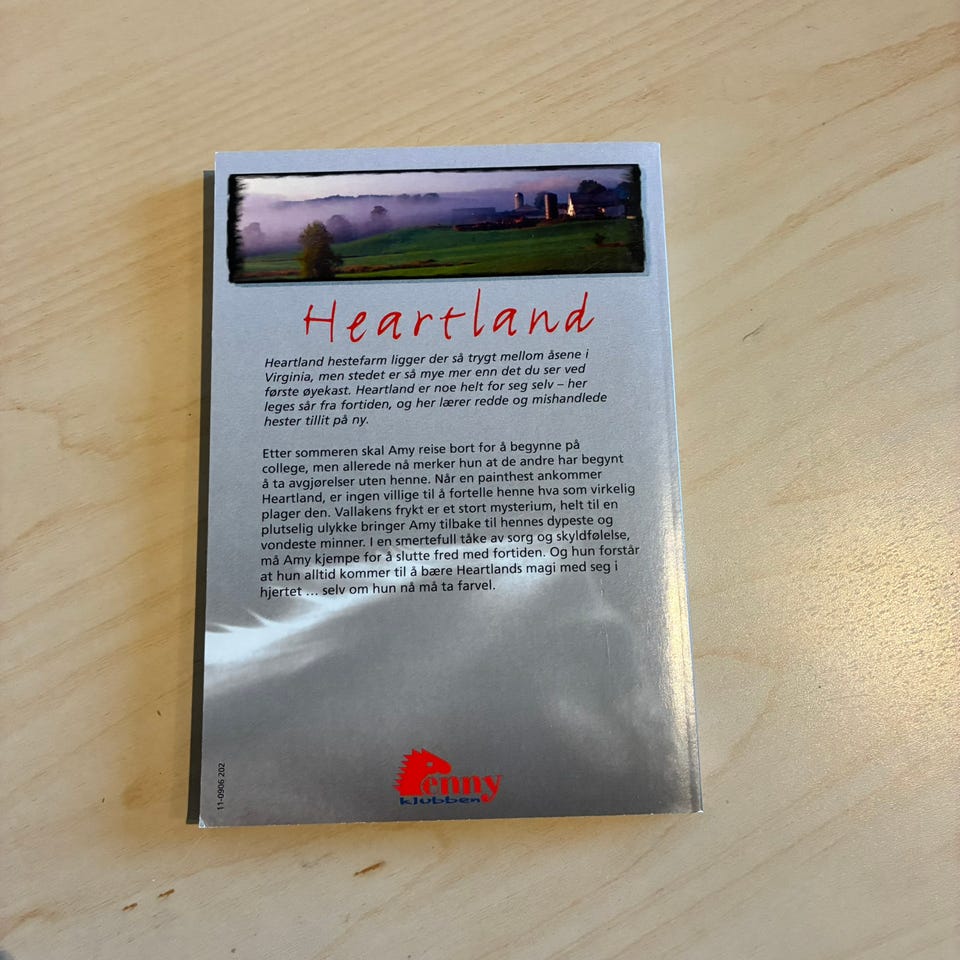 Heartland
Heartland hestefarm ligger der så trygt mellom åsene i
Virginia, men stedet er så mye mer enn det du ser ved
første øyekast. Heartland er noe helt for seg selv – her
leges sår fra fortiden, og her lærer redde og mishandlede
hester tillit på ny.
Etter sommeren skal Amy reise bort for å begynne på
college, men allerede nå merker hun at de andre har begynt
å ta avgjørelser uten henne. Når en painthest ankommer
Heartland, er ingen villige til å fortelle henne hva som virkelig
plager den. Vallakens frykt er et stort mysterium, helt til en
plutselig ulykke bringer Amy tilbake til hennes dypeste og
vondeste minner. I en smertefull tåke av sorg og skyldfølelse,
må Amy kjempe for å slutte fred med fortiden. Og hun forstår
at hun alltid kommer til å bære Heartlands magi med seg i
hjertet ... selv om hun nå må ta farvel.
Penny
klubben
11-0906 202